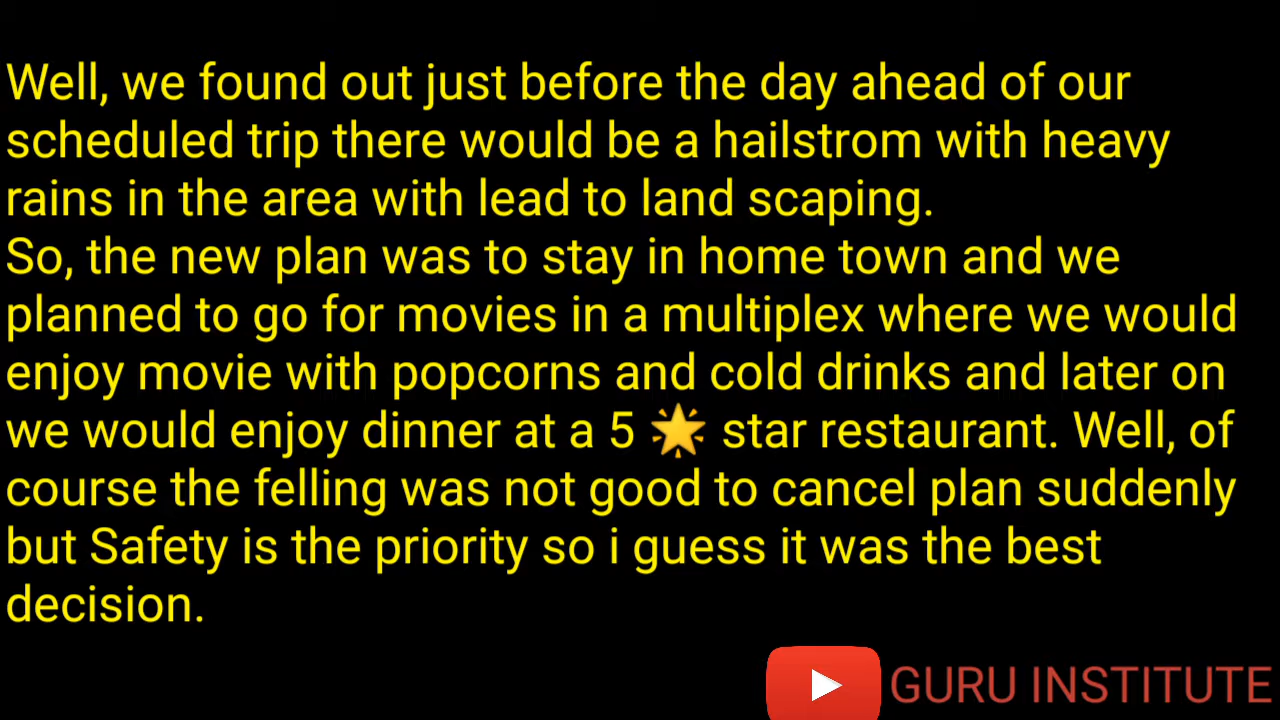 Well, we found out just before the day ahead of our
scheduled trip there would be a hailstrom with heavy
rains in the area with lead to land scaping.
So, the new plan was to stay in home town and we
planned to go for movies in a multiplex where we would
enjoy movie with popcorns and cold drinks and later on
we would enjoy dinner at a 5 🌟 star restaurant. Well, of
course the felling was not good to cancel plan suddenly
but Safety is the priority so i guess it was the best
decision.
GURU INSTITUTE